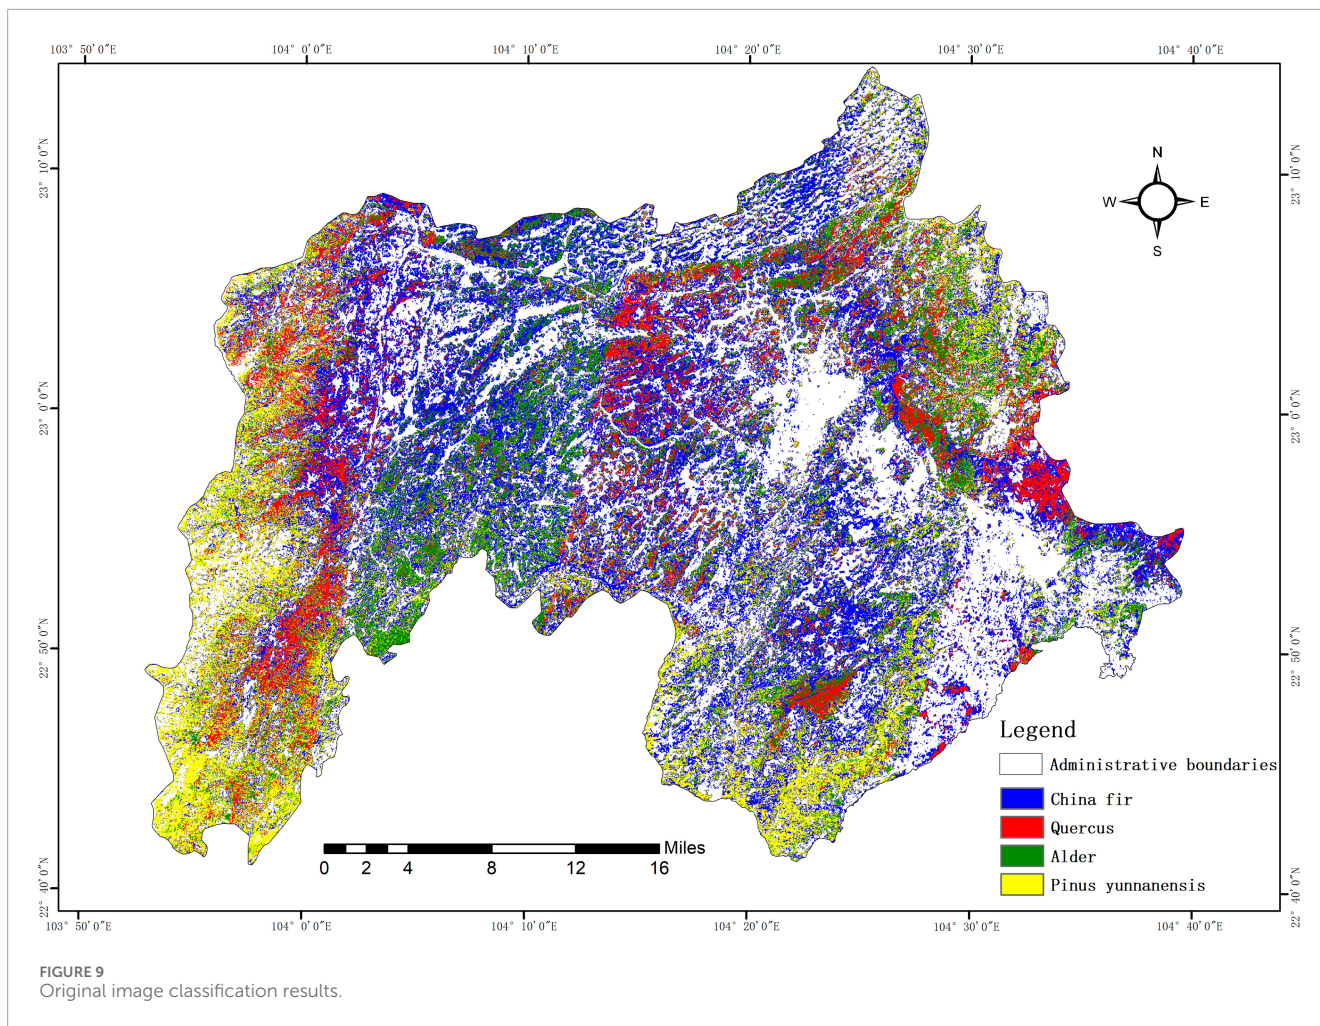 103° 50′0″E 104° 0′0″E 104° 10′0″E 104° 20′0″E 104° 30′0″E 104° 40′0″E
23° 10′0″N
23° 10′0″N
N
W E
S
23° 0′0″N
23° 0′0″N
22° 50′0″N
22° 50′0″N
Legend
Administrative boundaries
China fir
Quercus
Alder
Pinus yunnanensis
Miles
0 2 4 8 12 16
22° 40′0″N
22° 40′0″N
103° 50′0″E 104° 0′0″E 104° 10′0″E 104° 20′0″E 104° 30′0″E 104° 40′0″E
FIGURE 9
Original image classification results.